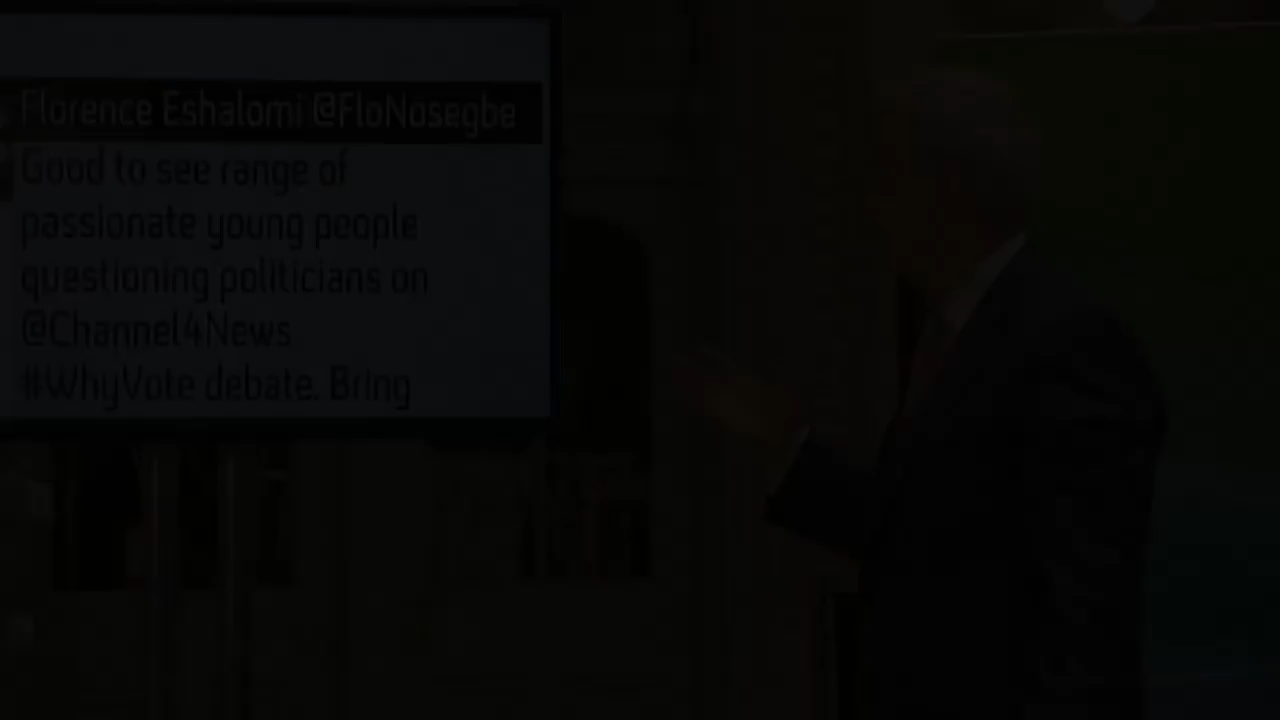 Florence Eshalomi @FloNosegbe
Good to see range of
passionate young people
questioning politicians on
@Channel4News
#WhyVote debate. Bring